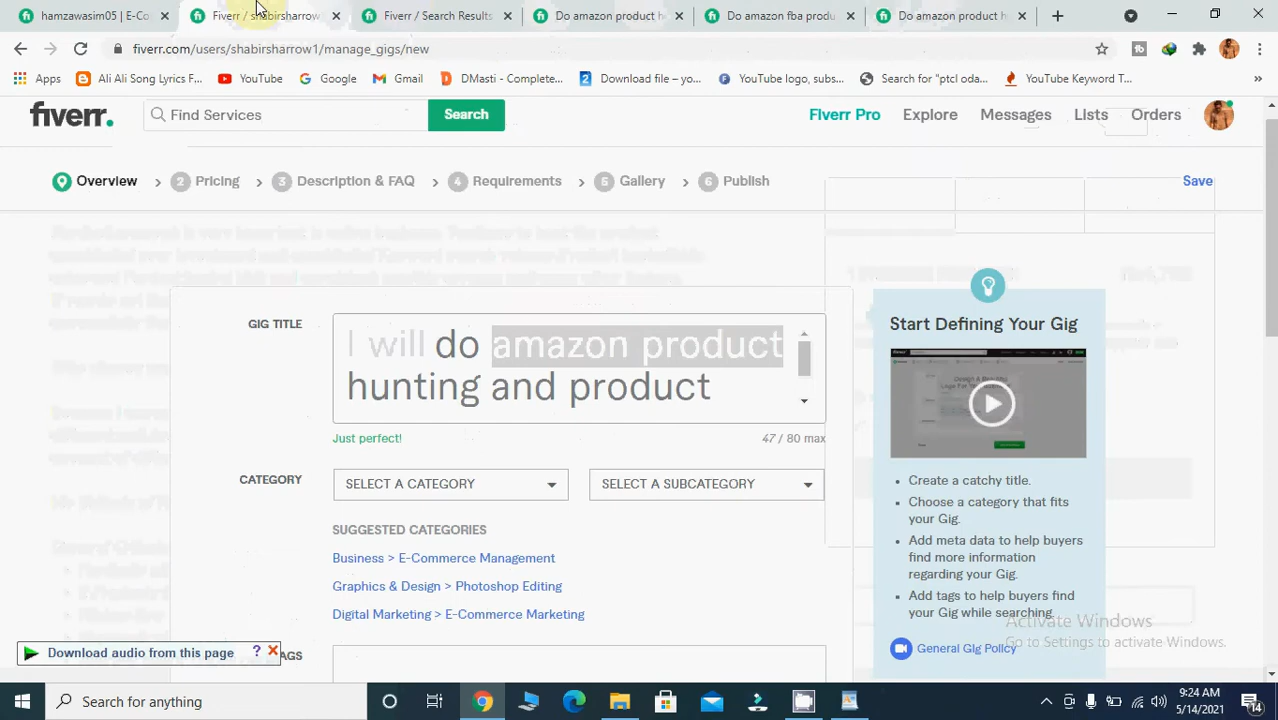 hamzawaim05 | E-Co
Fiverr / shabirsharrow
Fiverr / Search Results
Do amazon product h
Do amazon fba produ
Do amazon product h
fiverr.com/users/shabirsharrow1/manage_gigs/new
Apps
Ali Ali Song Lyrics F...
YouTube
Google
Gmail
DMasti - Complete...
Download file – yo...
YouTube logo, subs...
Search for "ptcl oda...
YouTube Keyword T...
»
fiverr.
Find Services
Search
Fiverr Pro
Explore
Messages
Lists
Orders
Overview
2 Pricing
3 Description & FAQ
4 Requirements
5 Gallery
6 Publish
Save
GIG TITLE
I will do amazon product
hunting and product
Just perfect!
47 / 80 max
CATEGORY
SELECT A CATEGORY
SELECT A SUBCATEGORY
SUGGESTED CATEGORIES
Business > E-Commerce Management
Graphics & Design > Photoshop Editing
Digital Marketing > E-Commerce Marketing
AGS
Start Defining Your Gig
Create a catchy title.
Choose a category that fits
your Gig.
Add meta data to help buyers
find more information
regarding your Gig.
Add tags to help buyers find
your Gig while searching.
General Gig Policy
Activate Windows
Go to Settings to activate Windows.
Download audio from this page
?
Search for anything
9:24 AM
5/14/2021
14